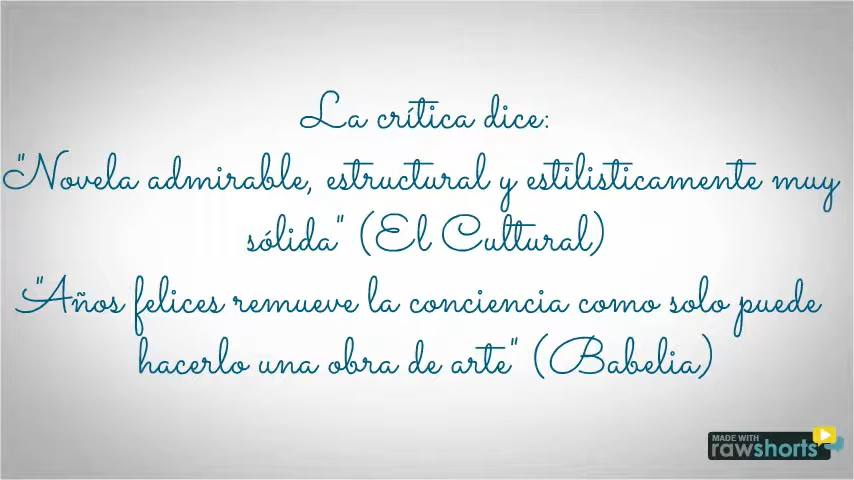 La crítica dice:
"Novela admirable, estructural y estilisticamente muy
sólida" (El Cultural)
"Años felices remueve la conciencia como solo puede
hacerlo una obra de arte" (Babelia)
MADE WITH
rawshorts